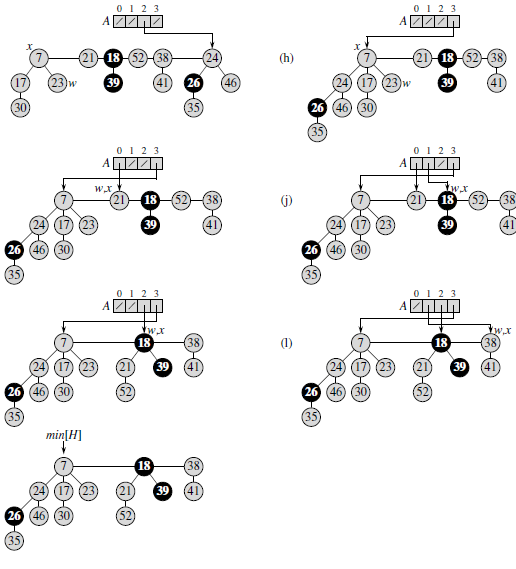 0 1 2 3
A
x
7 21 18 52 38 24
17 23 w 39 41 26 46
30 35
(h)
0 1 2 3
A
x
7 21 18 52 38
24 17 23 w 39 41
26 46 30
35
0 1 2 3
A
w,x
7 21 18 52 38
24 17 23 39 41
26 46 30
35
(j)
0 1 2 3
A
w,x
7 21 18 52 38
24 17 23 39 41
26 46 30
35
0 1 2 3
A
w,x
7 18 38
24 17 23 21 39 41
26 46 30 52
35
(l)
0 1 2 3
A
w,x
7 18 38
24 17 23 21 39 41
26 46 30 52
35
min[H]
7 18 38
24 17 23 21 39 41
26 46 30 52
35